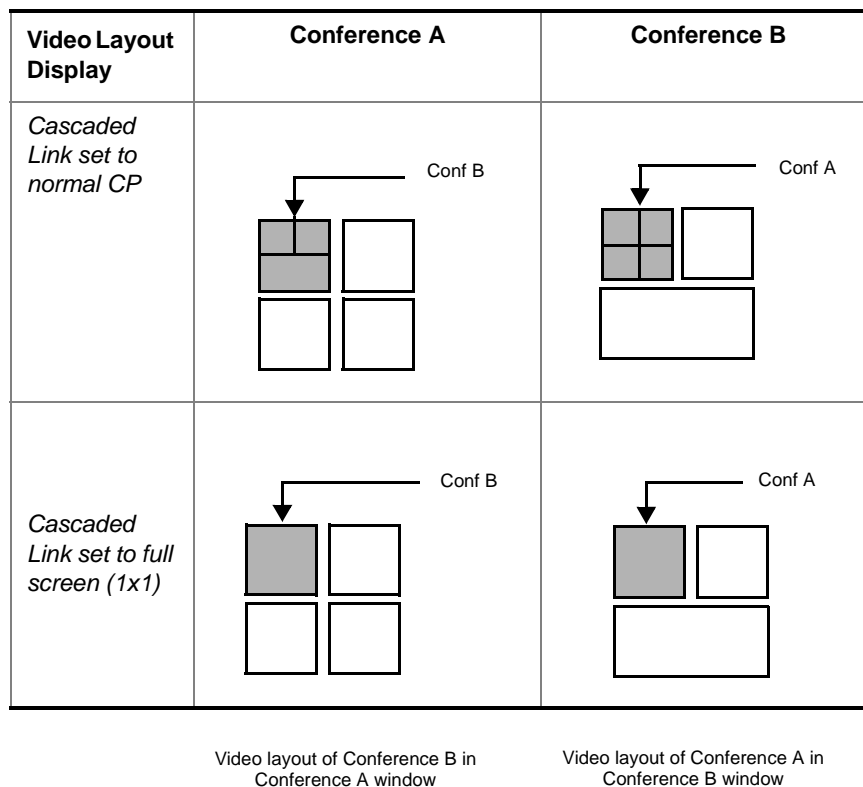 Video Layout
Display
Conference A
Conference B
Cascaded
Link set to
normal CP
Conf B
Conf A
Cascaded
Link set to full
screen (1x1)
Conf B
Conf A
Video layout of Conference B in
Conference A window
Video layout of Conference A in
Conference B window